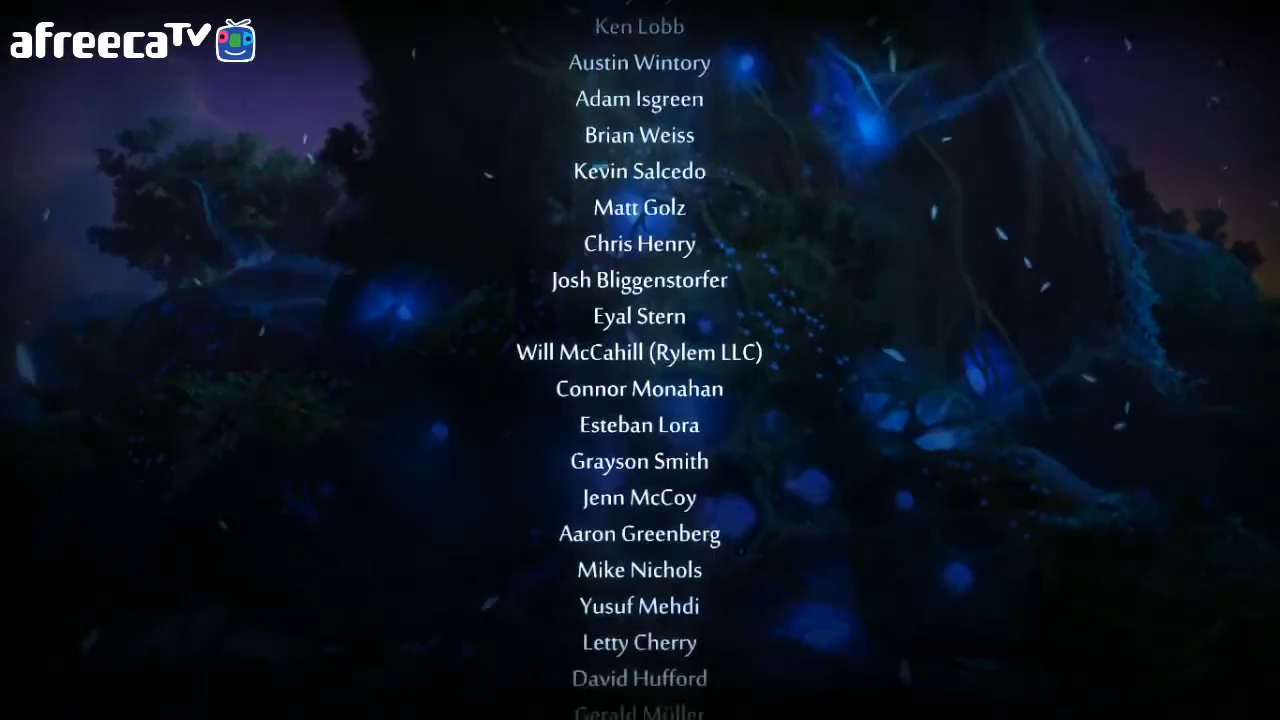 afreecaTV
Ken Lobb
Austin Wintory
Adam Isgreen
Brian Weiss
Kevin Salcedo
Matt Golz
Chris Henry
Josh Bliggenstorfer
Eyal Stern
Will McCahill (Rylem LLC)
Connor Monahan
Esteban Lora
Grayson Smith
Jenn McCoy
Aaron Greenberg
Mike Nichols
Yusuf Mehdi
Letty Cherry
David Hufford
Gerald Müller